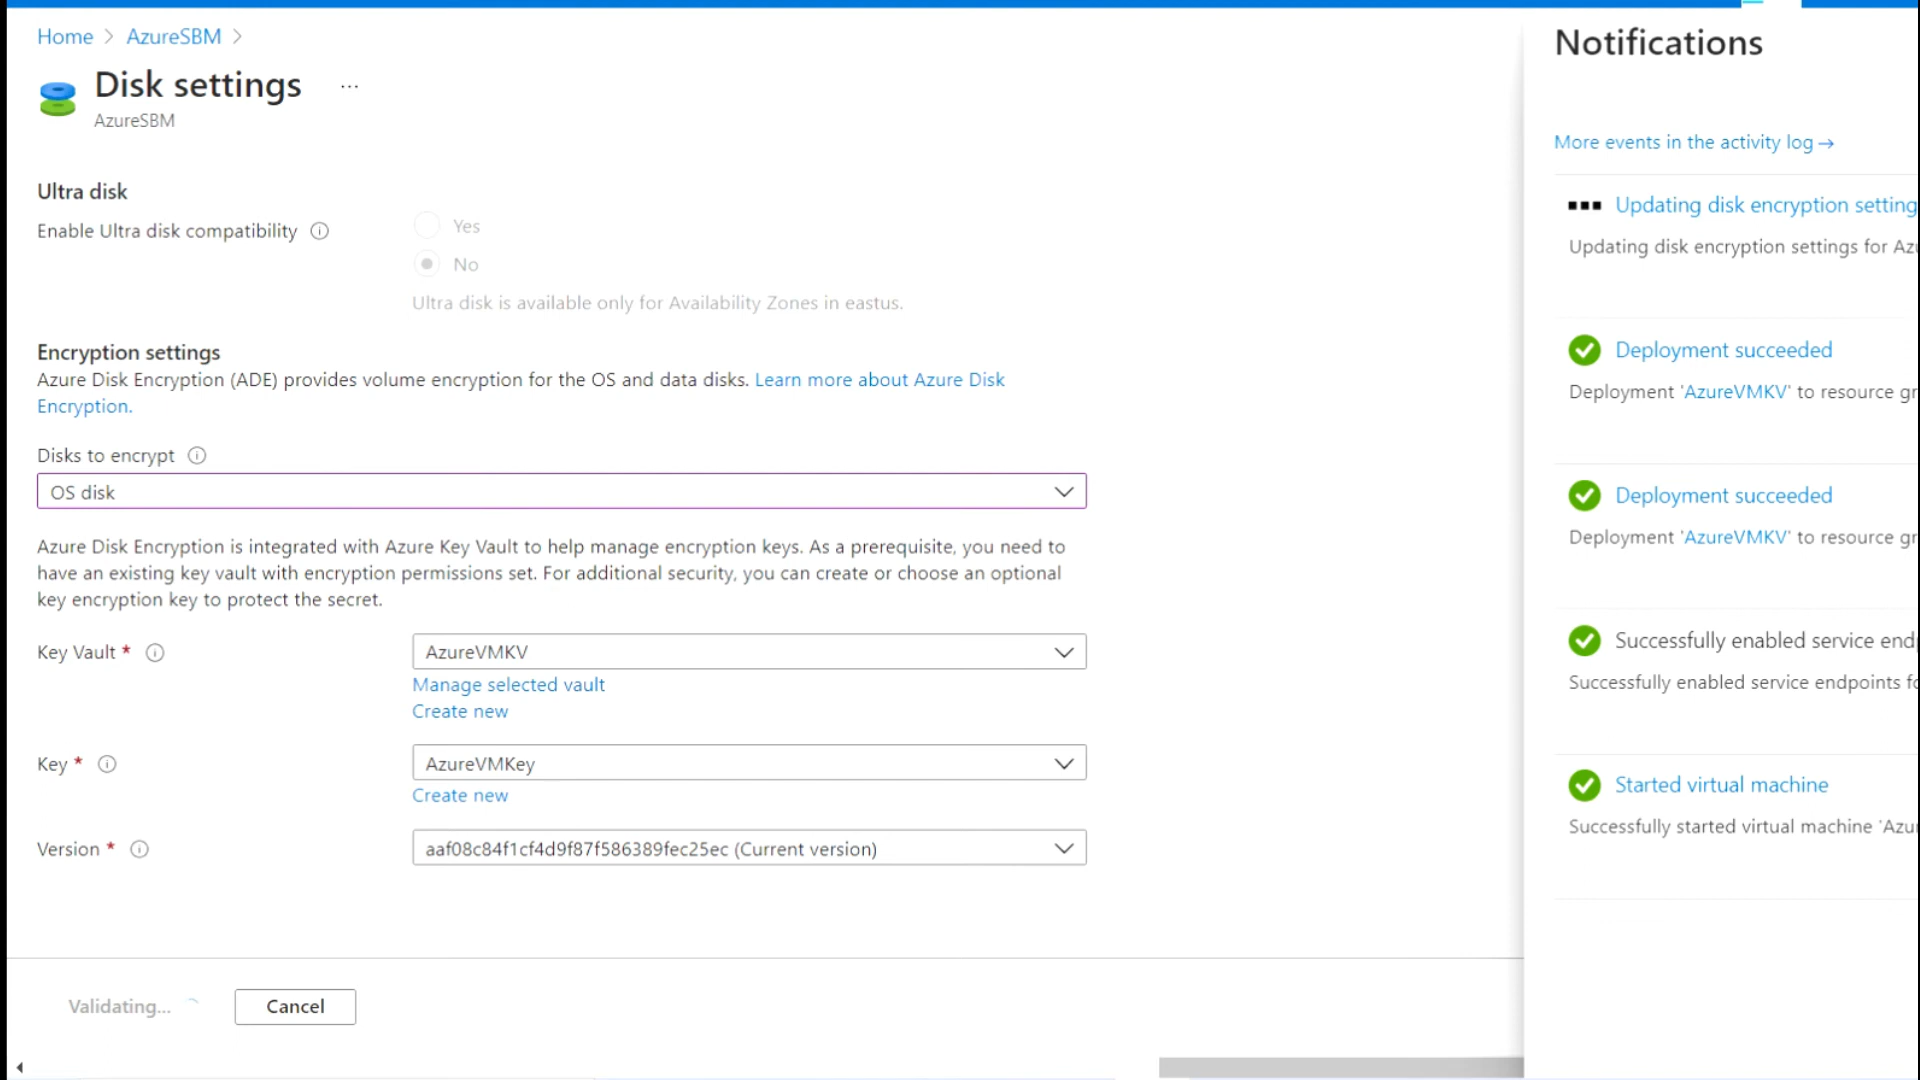 Home > AzureSBM >
Disk settings ...
AzureSBM
Ultra disk
Enable Ultra disk compatibility
Yes
No
Ultra disk is available only for Availability Zones in eastus.
Encryption settings
Azure Disk Encryption (ADE) provides volume encryption for the OS and data disks. Learn more about Azure Disk
Encryption.
Disks to encrypt
OS disk
Azure Disk Encryption is integrated with Azure Key Vault to help manage encryption keys. As a prerequisite, you need to
have an existing key vault with encryption permissions set. For additional security, you can create or choose an optional
key encryption key to protect the secret.
Key Vault *
AzureVMKV
Manage selected vault
Create new
Key *
AzureVMKey
Create new
Version *
aaf08c84f1cf4d9f87f586389fec25ec (Current version)
Validating...
Cancel
Notifications
More events in the activity log →
Updating disk encryption setting
Updating disk encryption settings for Azu
Deployment succeeded
Deployment 'AzureVMKV' to resource gr
Deployment succeeded
Deployment 'AzureVMKV' to resource gr
Successfully enabled service endp
Successfully enabled service endpoints fo
Started virtual machine
Successfully started virtual machine 'Azu